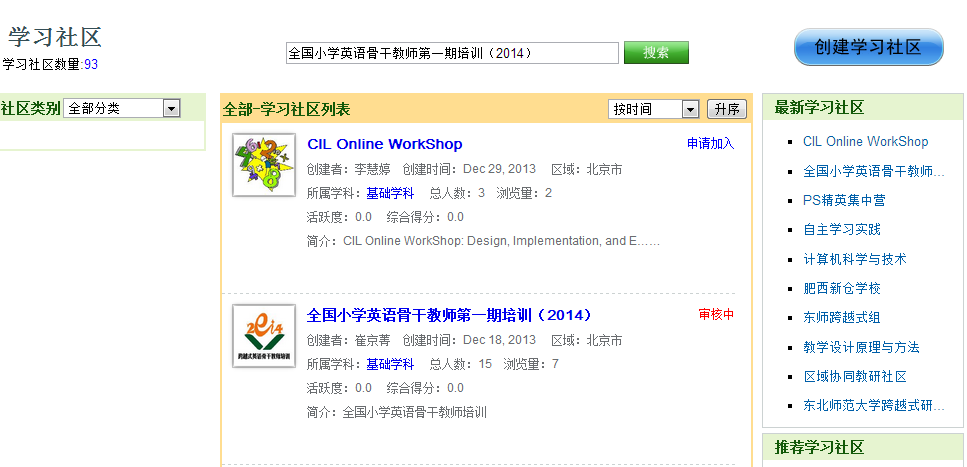 学习社区
学习社区数量:93
全国小学英语骨干教师第一期培训（2014）
搜索
创建学习社区
社区类别 全部分类
全部-学习社区列表
按时间
升序
CIL Online WorkShop
申请加入
创建者：李慧婷 创建时间：Dec 29, 2013 区域：北京市
所属学科：基础学科 总人数：3 浏览量：2
活跃度：0.0 综合得分：0.0
简介：CIL Online WorkShop: Design, Implementation, and E……
全国小学英语骨干教师第一期培训（2014）
审核中
2014
跨越式英语骨干教师培训
创建者：崔京菁 创建时间：Dec 18, 2013 区域：北京市
所属学科：基础学科 总人数：15 浏览量：7
活跃度：0.0 综合得分：0.0
简介：全国小学英语骨干教师培训
最新学习社区
CIL Online WorkShop
全国小学英语骨干教师…
PS精英集中营
自主学习实践
计算机科学与技术
肥西新仓学校
东师跨越式组
教学设计原理与方法
区域协同教研社区
东北师范大学跨越式研…
推荐学习社区